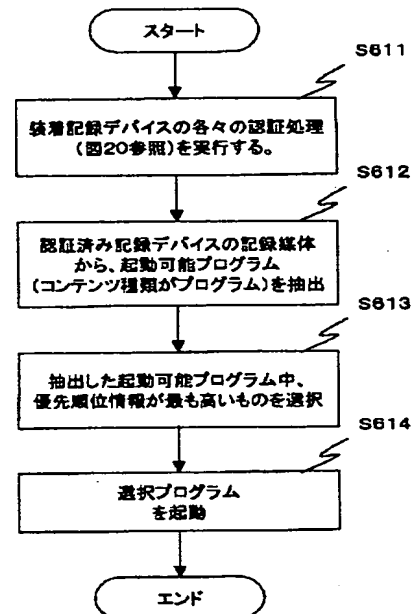 スタート
S611
装着記録デバイスの各々の認証処理
(図20参照)を実行する。
S612
認証済み記録デバイスの記録媒体
から、起動可能プログラム
(コンテンツ種類がプログラム)を抽出
S613
抽出した起動可能プログラム中、
優先順位情報が最も高いものを選択
S614
選択プログラム
を起動
エンド